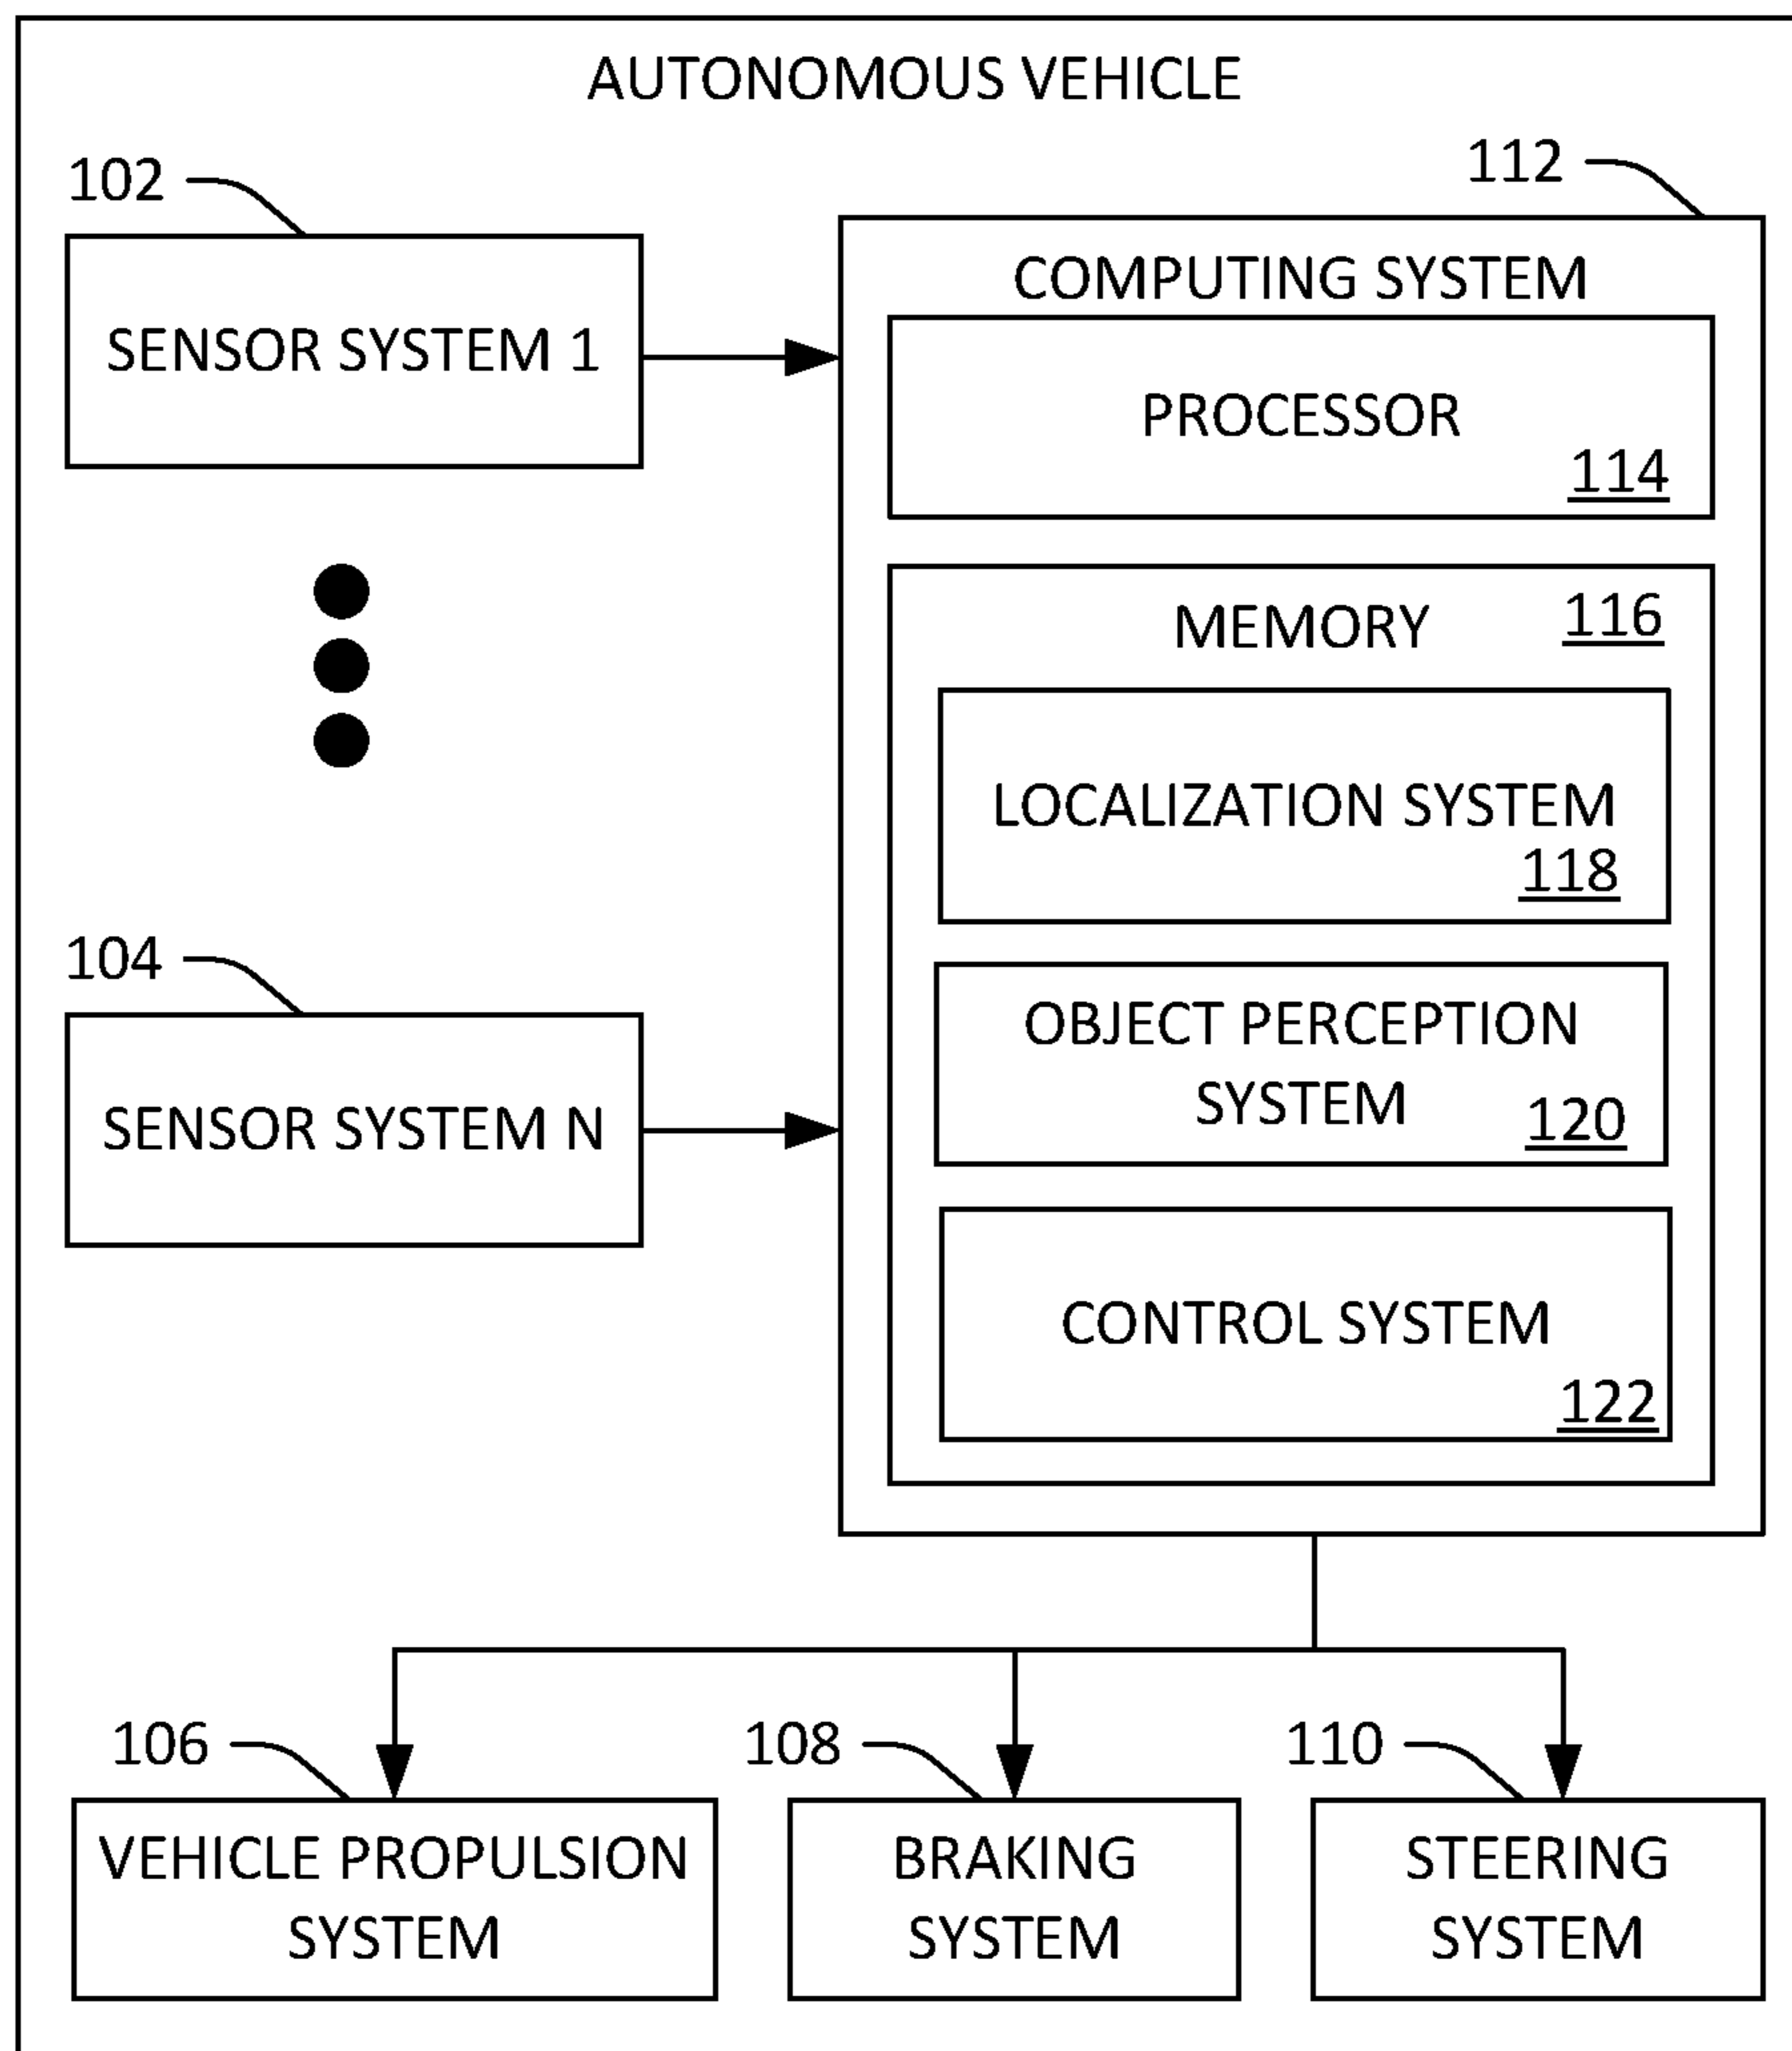 AUTONOMOUS VEHICLE
102
112
SENSOR SYSTEM 1
COMPUTING SYSTEM
PROCESSOR
114
MEMORY
116
LOCALIZATION SYSTEM
118
104
SENSOR SYSTEM N
OBJECT PERCEPTION
SYSTEM
120
CONTROL SYSTEM
122
106
108
110
VEHICLE PROPULSION
SYSTEM
BRAKING
SYSTEM
STEERING
SYSTEM